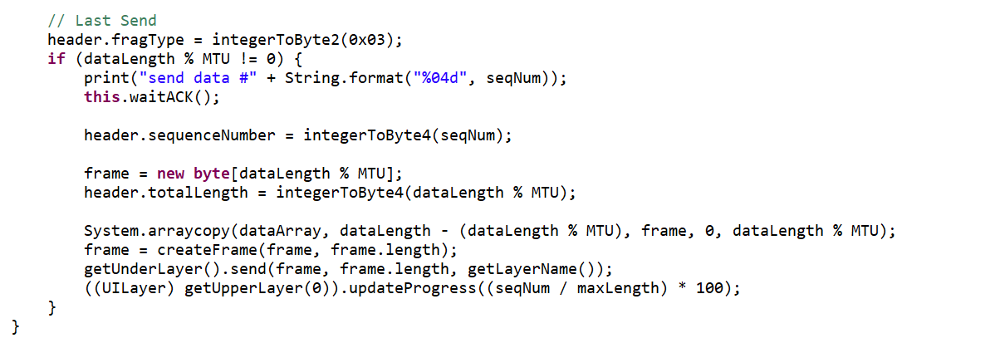 // Last Send
header.fragType = integerToByte2(0x03);
if (dataLength % MTU != 0) {
print("send data #" + String.format("%04d", seqNum));
this.waitACK();
header.sequenceNumber = integerToByte4(seqNum);
frame = new byte[dataLength % MTU];
header.totalLength = integerToByte4(dataLength % MTU);
System.arraycopy(dataArray, dataLength - (dataLength % MTU), frame, 0, dataLength % MTU);
frame = createFrame(frame, frame.length);
getUnderLayer().send(frame, frame.length, getLayerName());
((UILayer) getUpperLayer(0)).updateProgress((seqNum / maxLength) * 100);
}
}